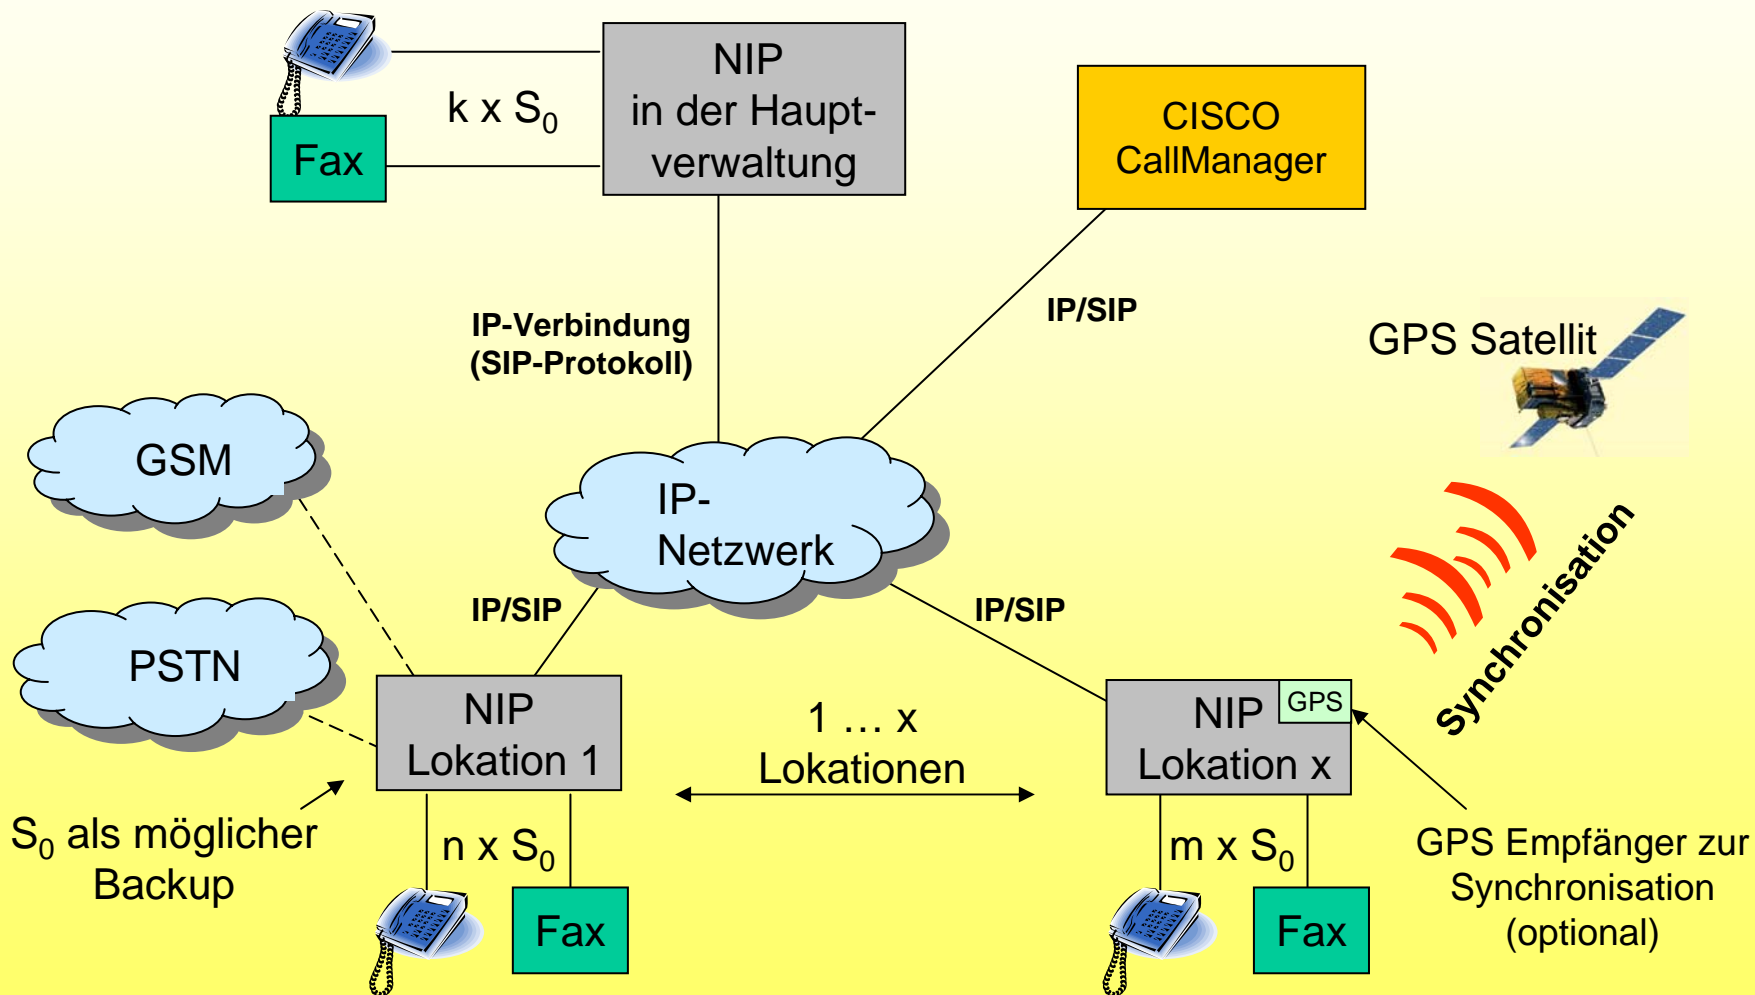 NIP
in der Haupt-
verwaltung
k x S₀
Fax
CISCO
CallManager
IP-Verbindung
(SIP-Protokoll)
IP/SIP
GPS Satellit
GSM
IP-
Netzwerk
Synchronisation
PSTN
IP/SIP
IP/SIP
NIP
Lokation 1
1 … x
Lokationen
NIP
GPS
Lokation x
S₀ als möglicher
Backup
n x S₀
Fax
m x S₀
Fax
GPS Empfänger zur
Synchronisation
(optional)